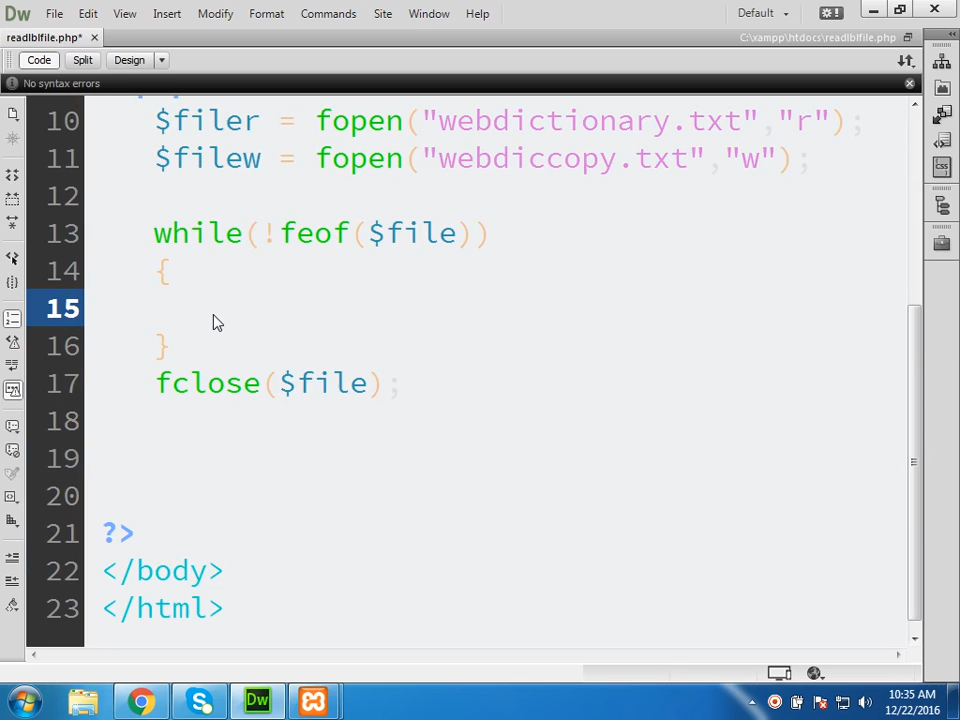 Dw File Edit View Insert Modify Format Commands Site Window Help Default
readlblfile.php* C:\xampp\htdocs\readlblfile.php
Code Split Design
No syntax errors
10 $filer = fopen("webdictionary.txt","r");
11 $filew = fopen("webdiccopy.txt","w");
12
13 while(!feof($file))
14 {
15
16 }
17 fclose($file);
18
19
20
21 ?>
22 </body>
23 </html>
CSS
Dw
10:35 AM
12/22/2016